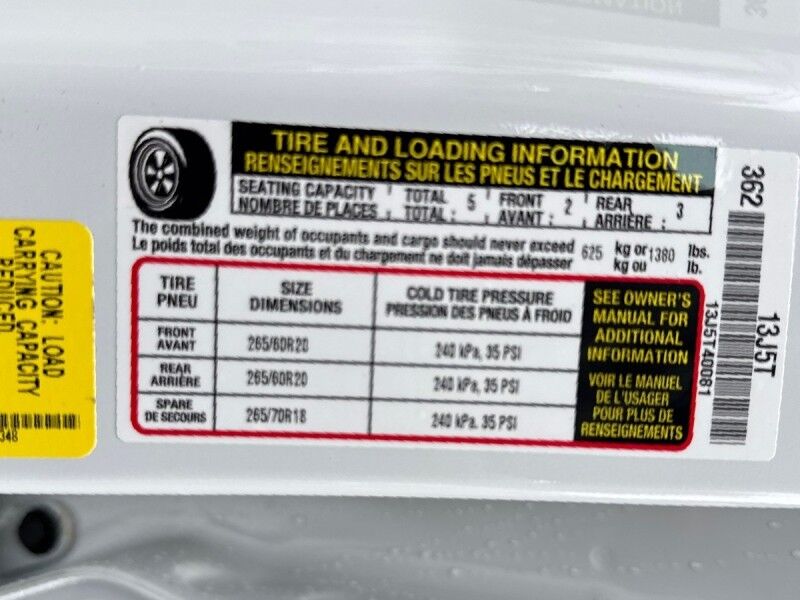 TIRE AND LOADING INFORMATION
RENSEIGNEMENTS SUR LES PNEUS ET LE CHARGEMENT
SEATING CAPACITY TOTAL 5 FRONT 2 REAR 3
NOMBRE DE PLACES TOTAL : AVANT : ARRIÈRE :
The combined weight of occupants and cargo should never exceed 625 kg or 1380 lbs.
Le poids total des occupants et du chargement ne doit jamais dépasser kg ou lb.
TIRE PNEU
SIZE DIMENSIONS
COLD TIRE PRESSURE
PRESSION DES PNEUS À FROID
FRONT AVANT 265/60R20 240 kPa, 35 PSI
REAR ARRIÈRE 265/60R20 240 kPa, 35 PSI
SPARE DE SECOURS 265/70R18 240 kPa, 35 PSI
SEE OWNER'S
MANUAL FOR
ADDITIONAL
INFORMATION
VOIR LE MANUEL
DE L'USAGER
POUR PLUS DE
RENSEIGNEMENTS
362
13J5T
13J5T40081
CAUTION: LOAD
CARRYING CAPACITY
REDUCED
348